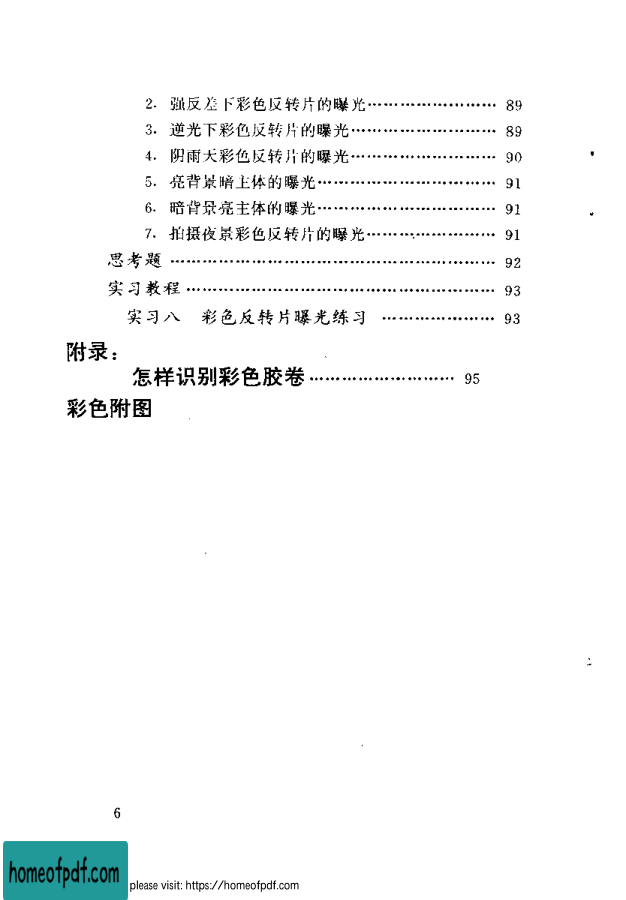 2. 强反差下彩色反转片的曝光……………………… 89
3. 逆光下彩色反转片的曝光……………………… 89
4. 阴雨天彩色反转片的曝光……………………… 90
5. 亮背景暗主体的曝光……………………………… 91
6. 暗背景亮主体的曝光……………………………… 91
7. 拍摄夜景彩色反转片的曝光……………………… 91
思考题 …………………………………………………… 92
实习教程………………………………………………… 93
实习八 彩色反转片曝光练习 ………………… 93
附录：
怎样识别彩色胶卷……………………… 95
彩色附图
6
homeofpdf.com
please visit: https://homeofpdf.com